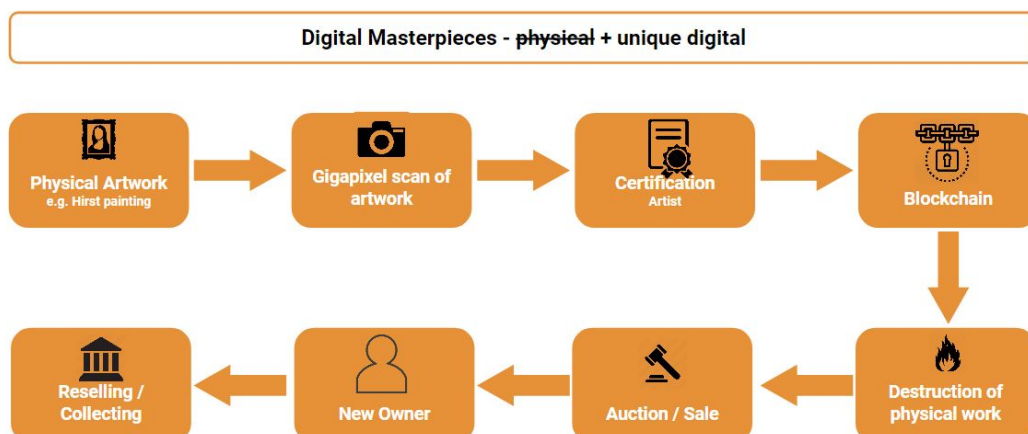 Digital Masterpieces - physical + unique digital
Physical Artwork
e.g. Hirst painting
Gigapixel scan of
artwork
Certification
Artist
Blockchain
Reselling /
Collecting
New Owner
Auction / Sale
Destruction of
physical work